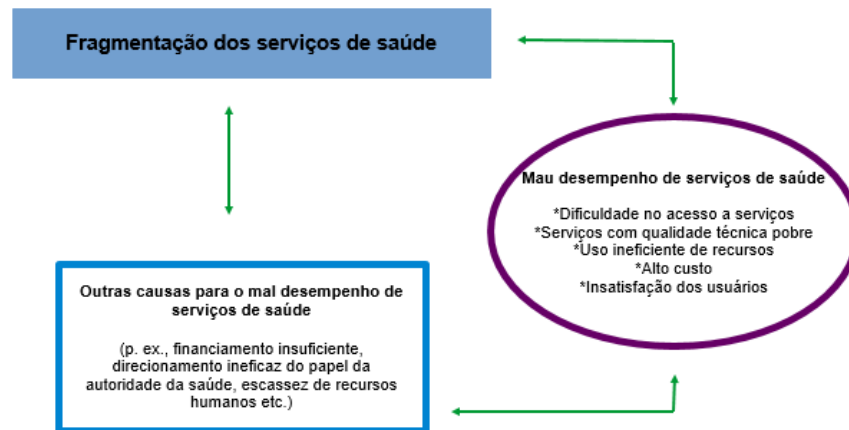 Fragmentação dos serviços de saúde
Mau desempenho de serviços de saúde
*Dificuldade no acesso a serviços
*Serviços com qualidade técnica pobre
*Uso ineficiente de recursos
*Alto custo
*Insatisfação dos usuários
Outras causas para o mal desempenho de
serviços de saúde
(p. ex., financiamento insuficiente,
direcionamento ineficaz do papel da
autoridade da saúde, escassez de recursos
humanos etc.)